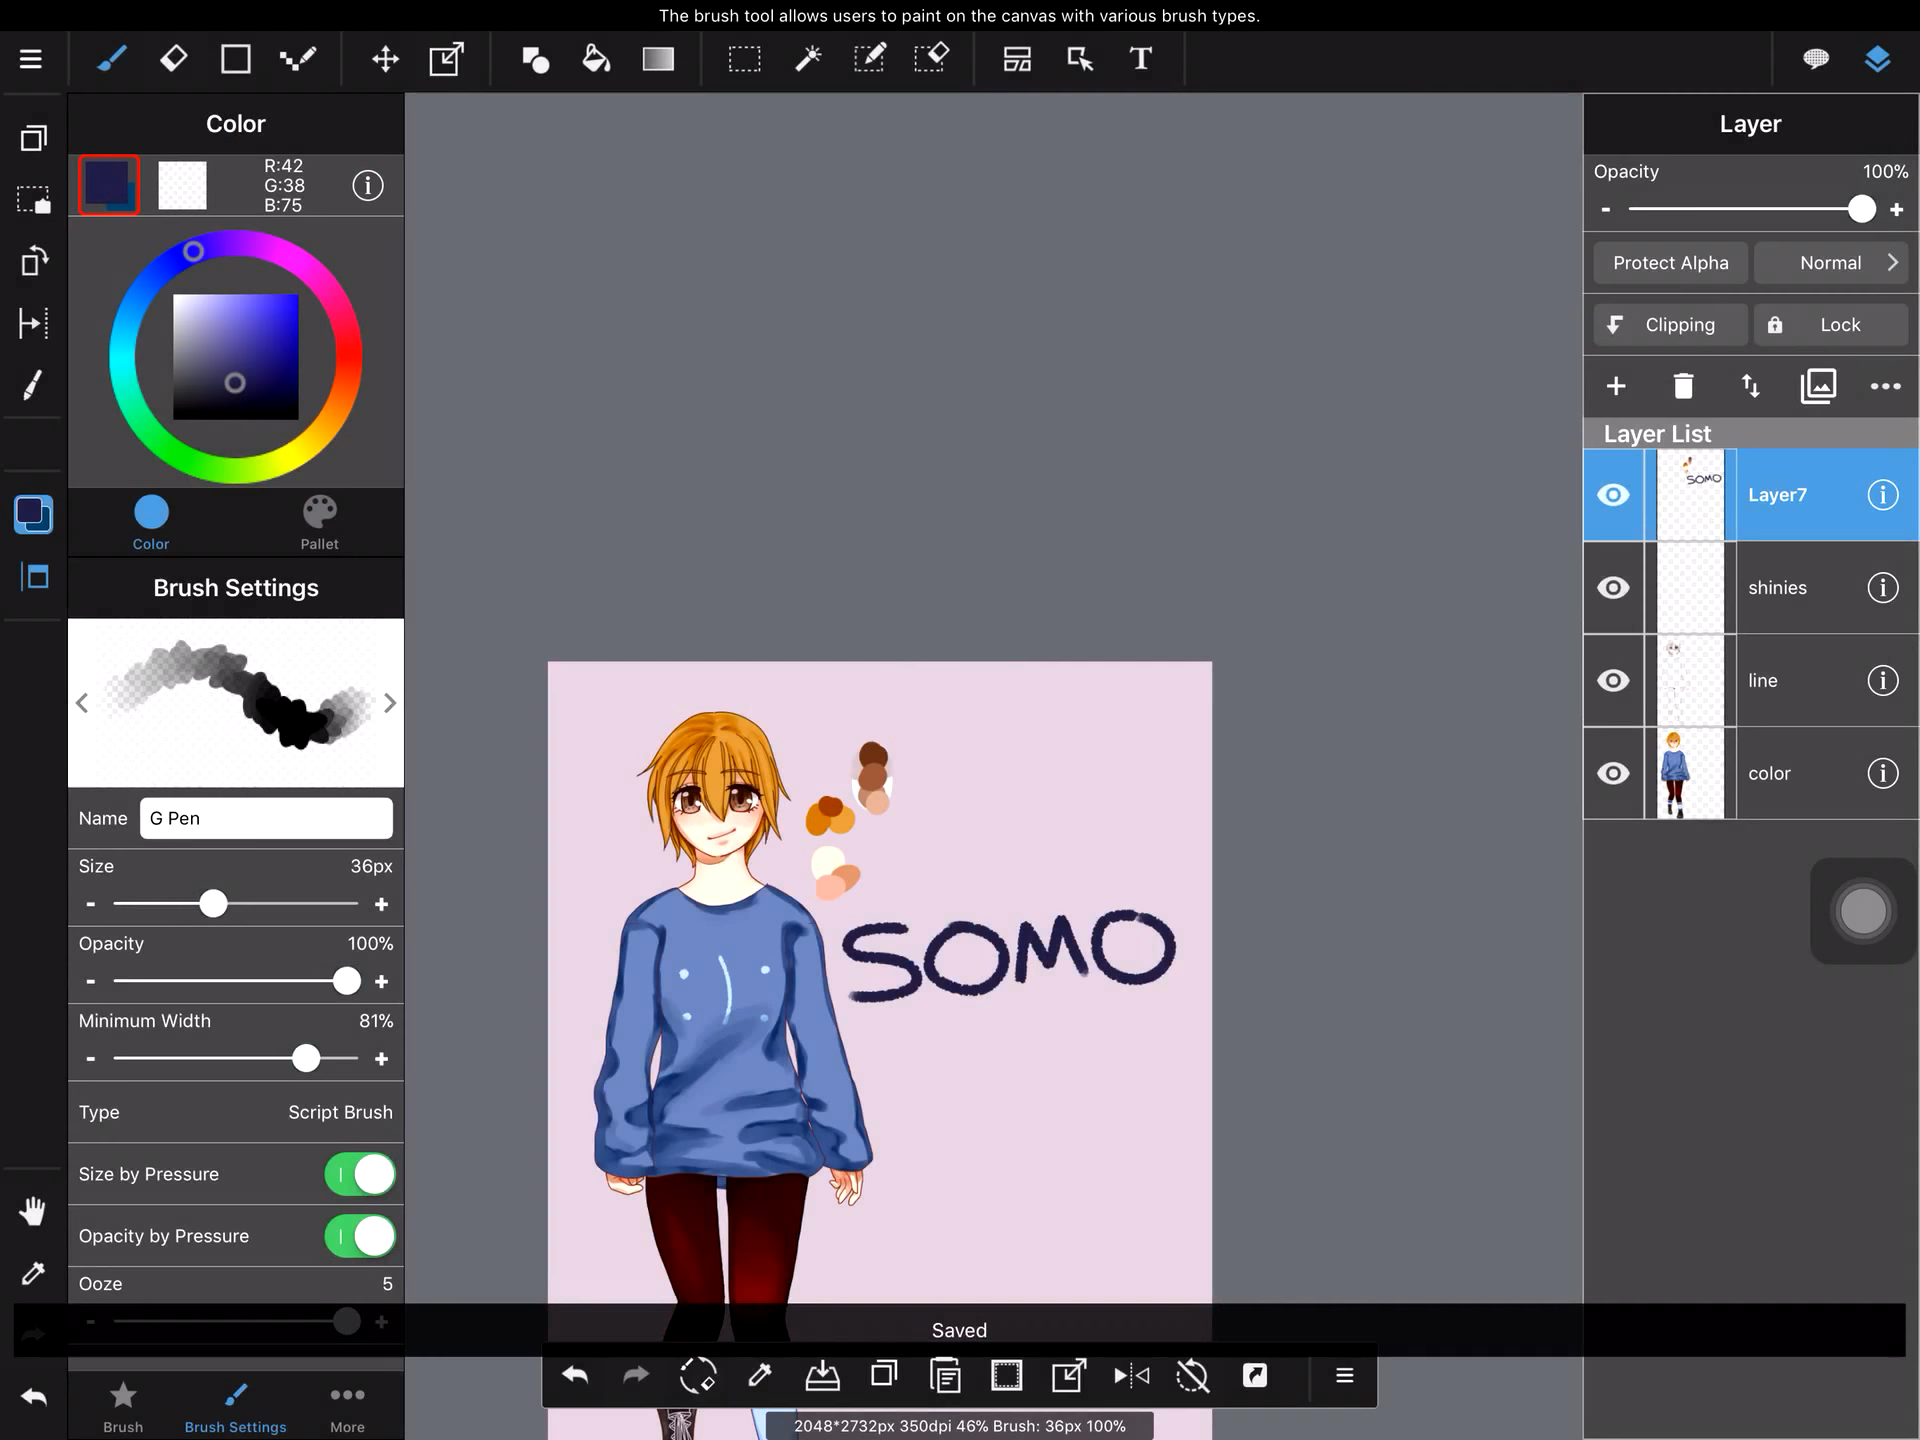 The brush tool allows users to paint on the canvas with various brush types.
T
Color
R:42
G:38
B:75
Color
Pallet
Brush Settings
Name
G Pen
Size
36px
Opacity
100%
Minimum Width
81%
Type
Script Brush
Size by Pressure
Opacity by Pressure
Ooze
5
Brush
Brush Settings
More
SOMO
Saved
2048*2732px 350dpi 46% Brush: 36px 100%
Layer
Opacity
100%
Protect Alpha
Normal
Clipping
Lock
Layer List
SOMO
Layer7
shinies
line
color